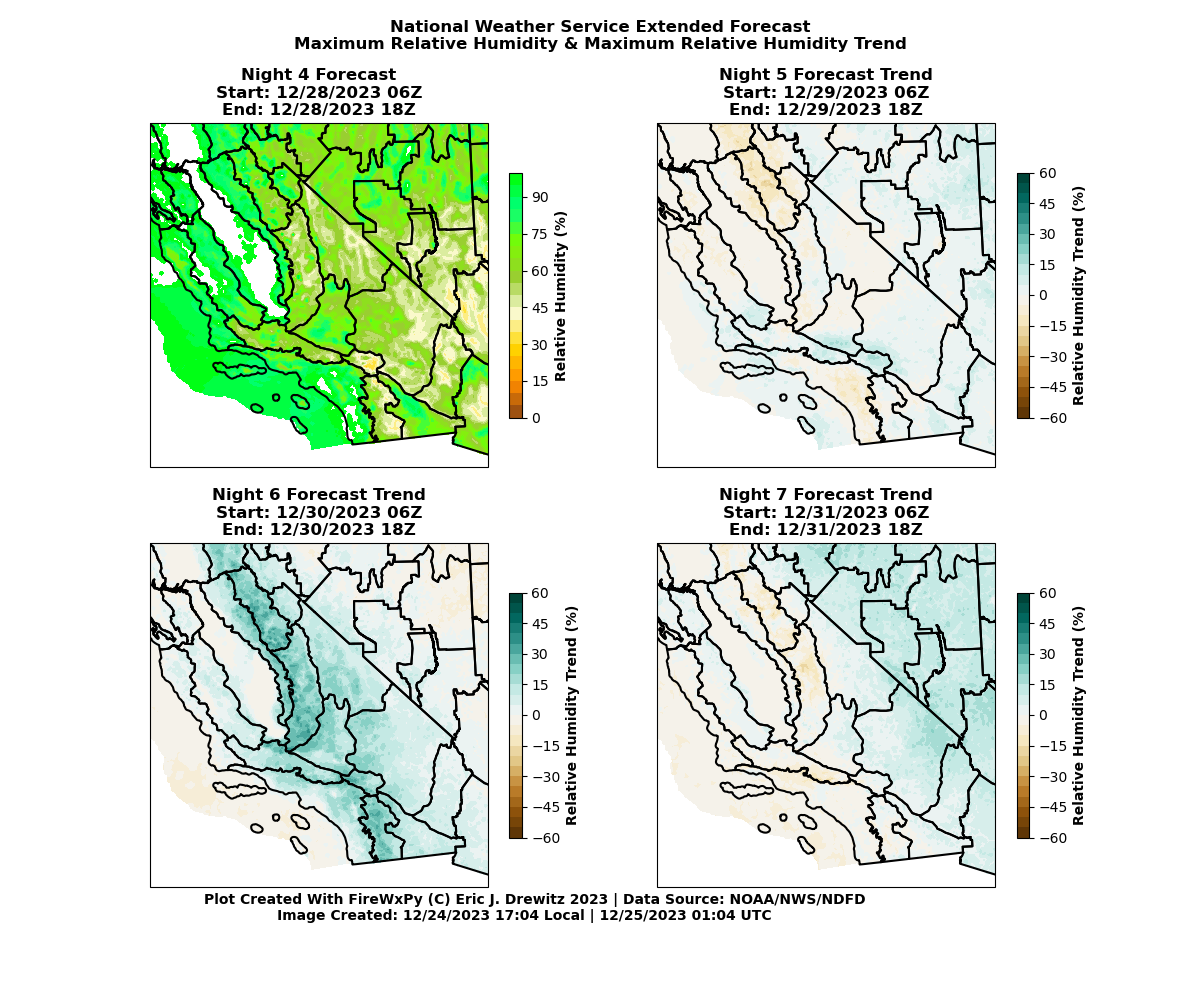 National Weather Service Extended Forecast
Maximum Relative Humidity & Maximum Relative Humidity Trend
Night 4 Forecast
Start: 12/28/2023 06Z
End: 12/28/2023 18Z
90
75
60
45
30
15
0
Relative Humidity (%)
Night 5 Forecast Trend
Start: 12/29/2023 06Z
End: 12/29/2023 18Z
60
45
30
15
0
−15
−30
−45
−60
Relative Humidity Trend (%)
Night 6 Forecast Trend
Start: 12/30/2023 06Z
End: 12/30/2023 18Z
60
45
30
15
0
−15
−30
−45
−60
Relative Humidity Trend (%)
Night 7 Forecast Trend
Start: 12/31/2023 06Z
End: 12/31/2023 18Z
60
45
30
15
0
−15
−30
−45
−60
Relative Humidity Trend (%)
Plot Created With FireWxPy (C) Eric J. Drewitz 2023 | Data Source: NOAA/NWS/NDFD
Image Created: 12/24/2023 17:04 Local | 12/25/2023 01:04 UTC